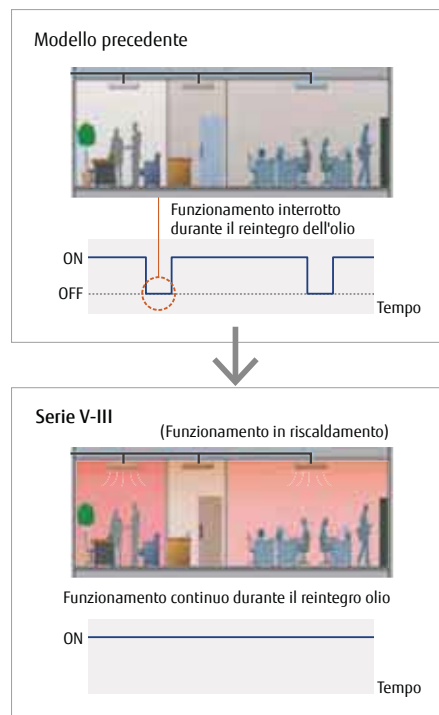 Modello precedente
Funzionamento interrotto
durante il reintegro dell'olio
ON
OFF
Tempo
Serie V-III
(Funzionamento in riscaldamento)
Funzionamento continuo durante il reintegro olio
ON
Tempo